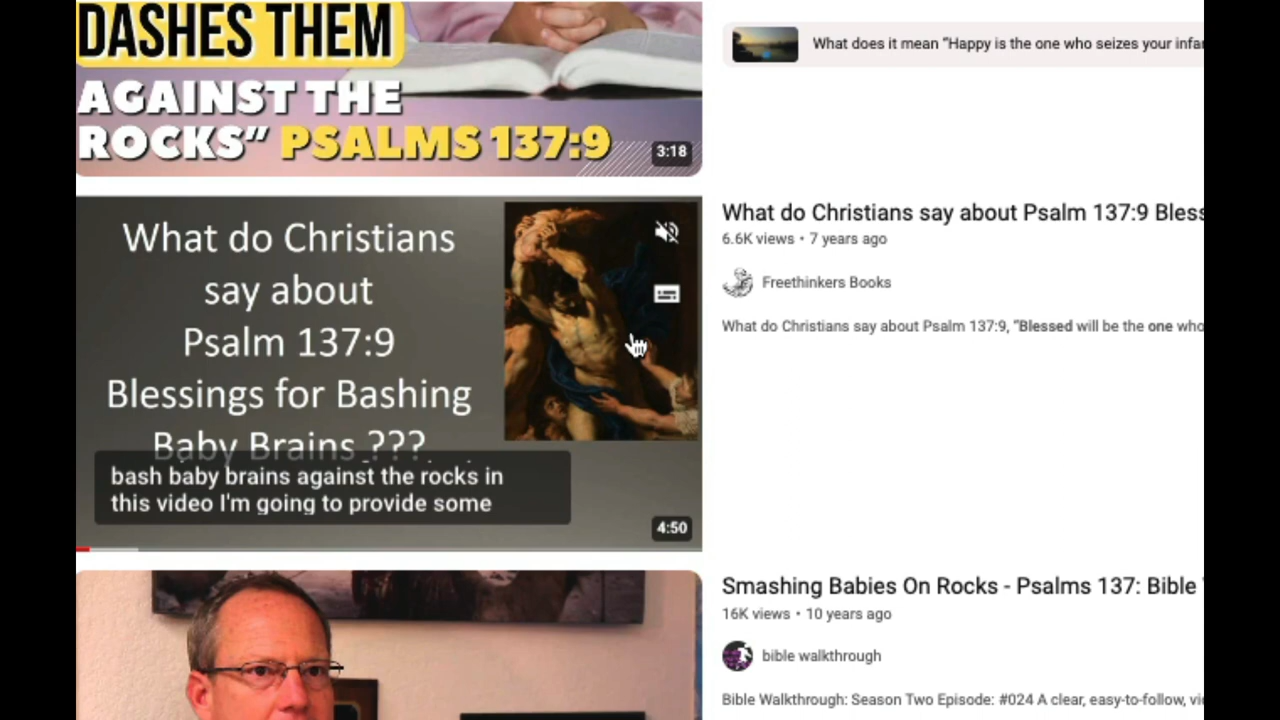 DASHES THEM
AGAINST THE
ROCKS” PSALMS 137:9
3:18
What does it mean “Happy is the one who seizes your infan
What do Christians
say about
Psalm 137:9
Blessings for Bashing
Baby Brains ???
bash baby brains against the rocks in
this video I'm going to provide some
4:50
What do Christians say about Psalm 137:9 Bless
6.6K views • 7 years ago
Freethinkers Books
What do Christians say about Psalm 137:9, “Blessed will be the one who
Smashing Babies On Rocks - Psalms 137: Bible
16K views • 10 years ago
bible walkthrough
Bible Walkthrough: Season Two Episode: #024 A clear, easy-to-follow,